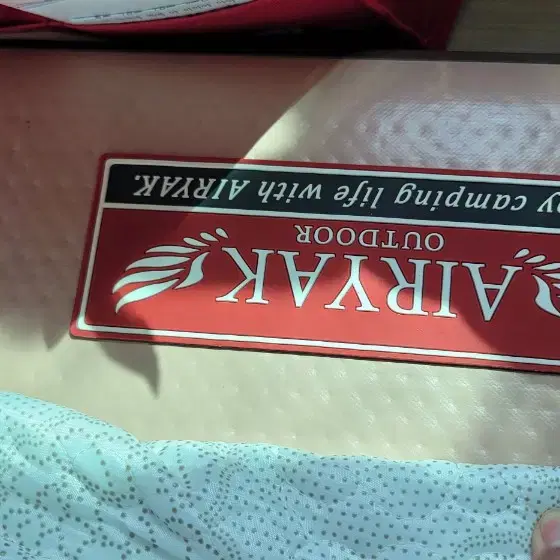 AIRYAK
OUTDOOR
camping life with AIRYAK.